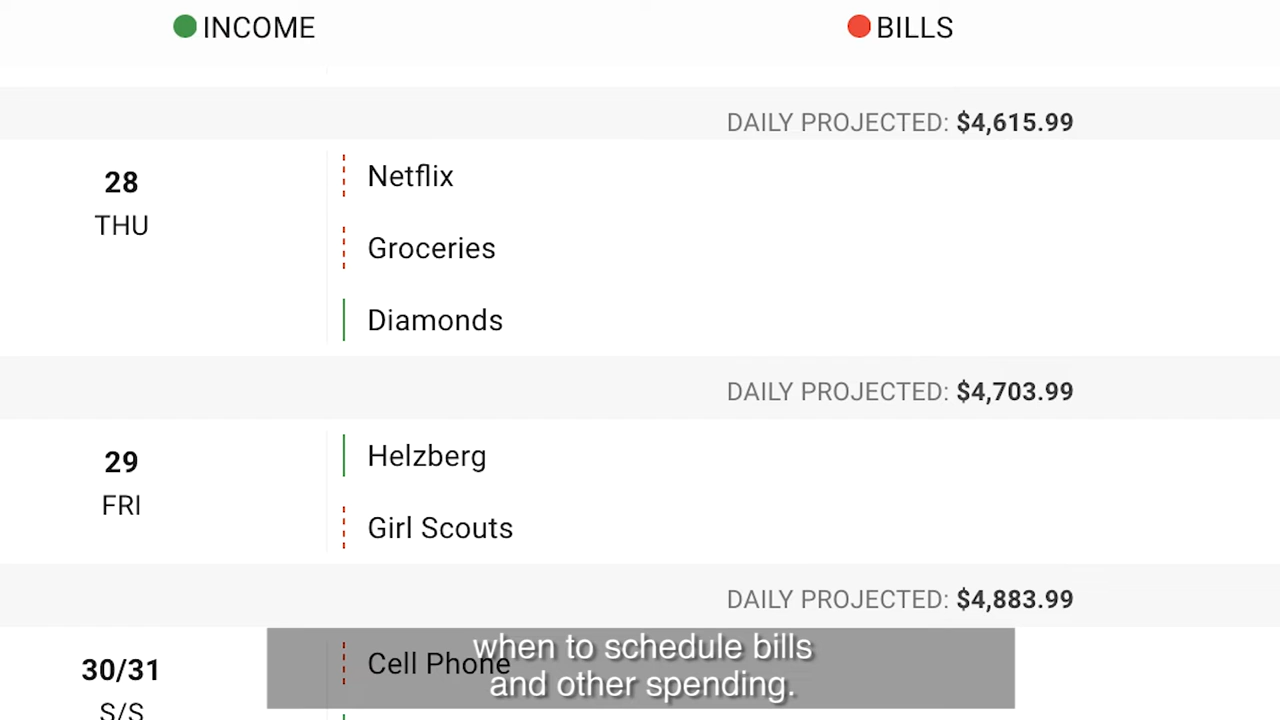 INCOME BILLS
DAILY PROJECTED: $4,615.99
28
THU
Netflix
Groceries
Diamonds
DAILY PROJECTED: $4,703.99
29
FRI
Helzberg
Girl Scouts
DAILY PROJECTED: $4,883.99
30/31
S/S
Cell Phone
when to schedule bills
and other spending.